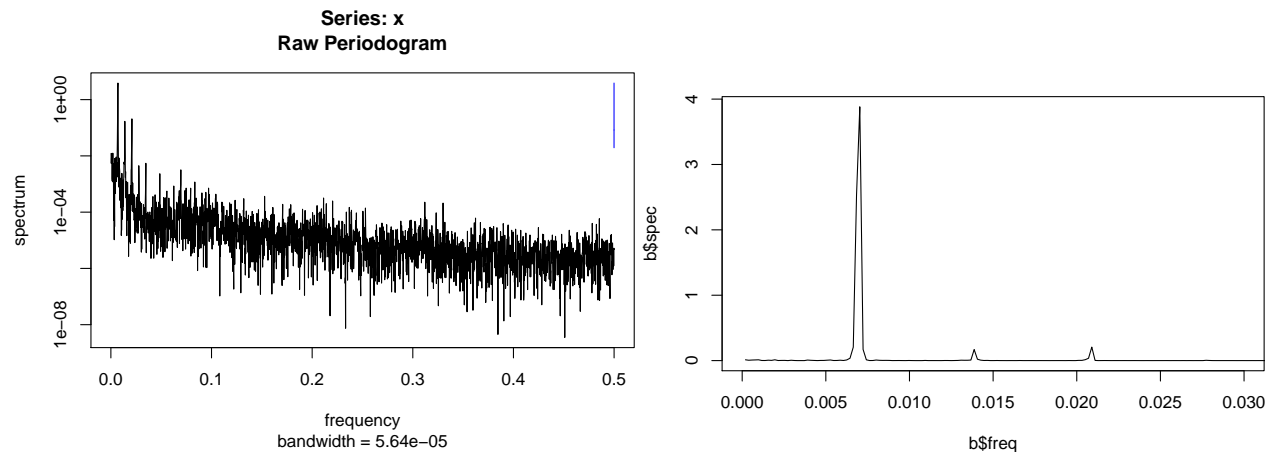 Series: x
Raw Periodogram
spectrum
1e−08
1e−04
1e+00
0.0 0.1 0.2 0.3 0.4 0.5
frequency
bandwidth = 5.64e−05
b$spec
0 1 2 3 4
0.000 0.005 0.010 0.015 0.020 0.025 0.030
b$freq